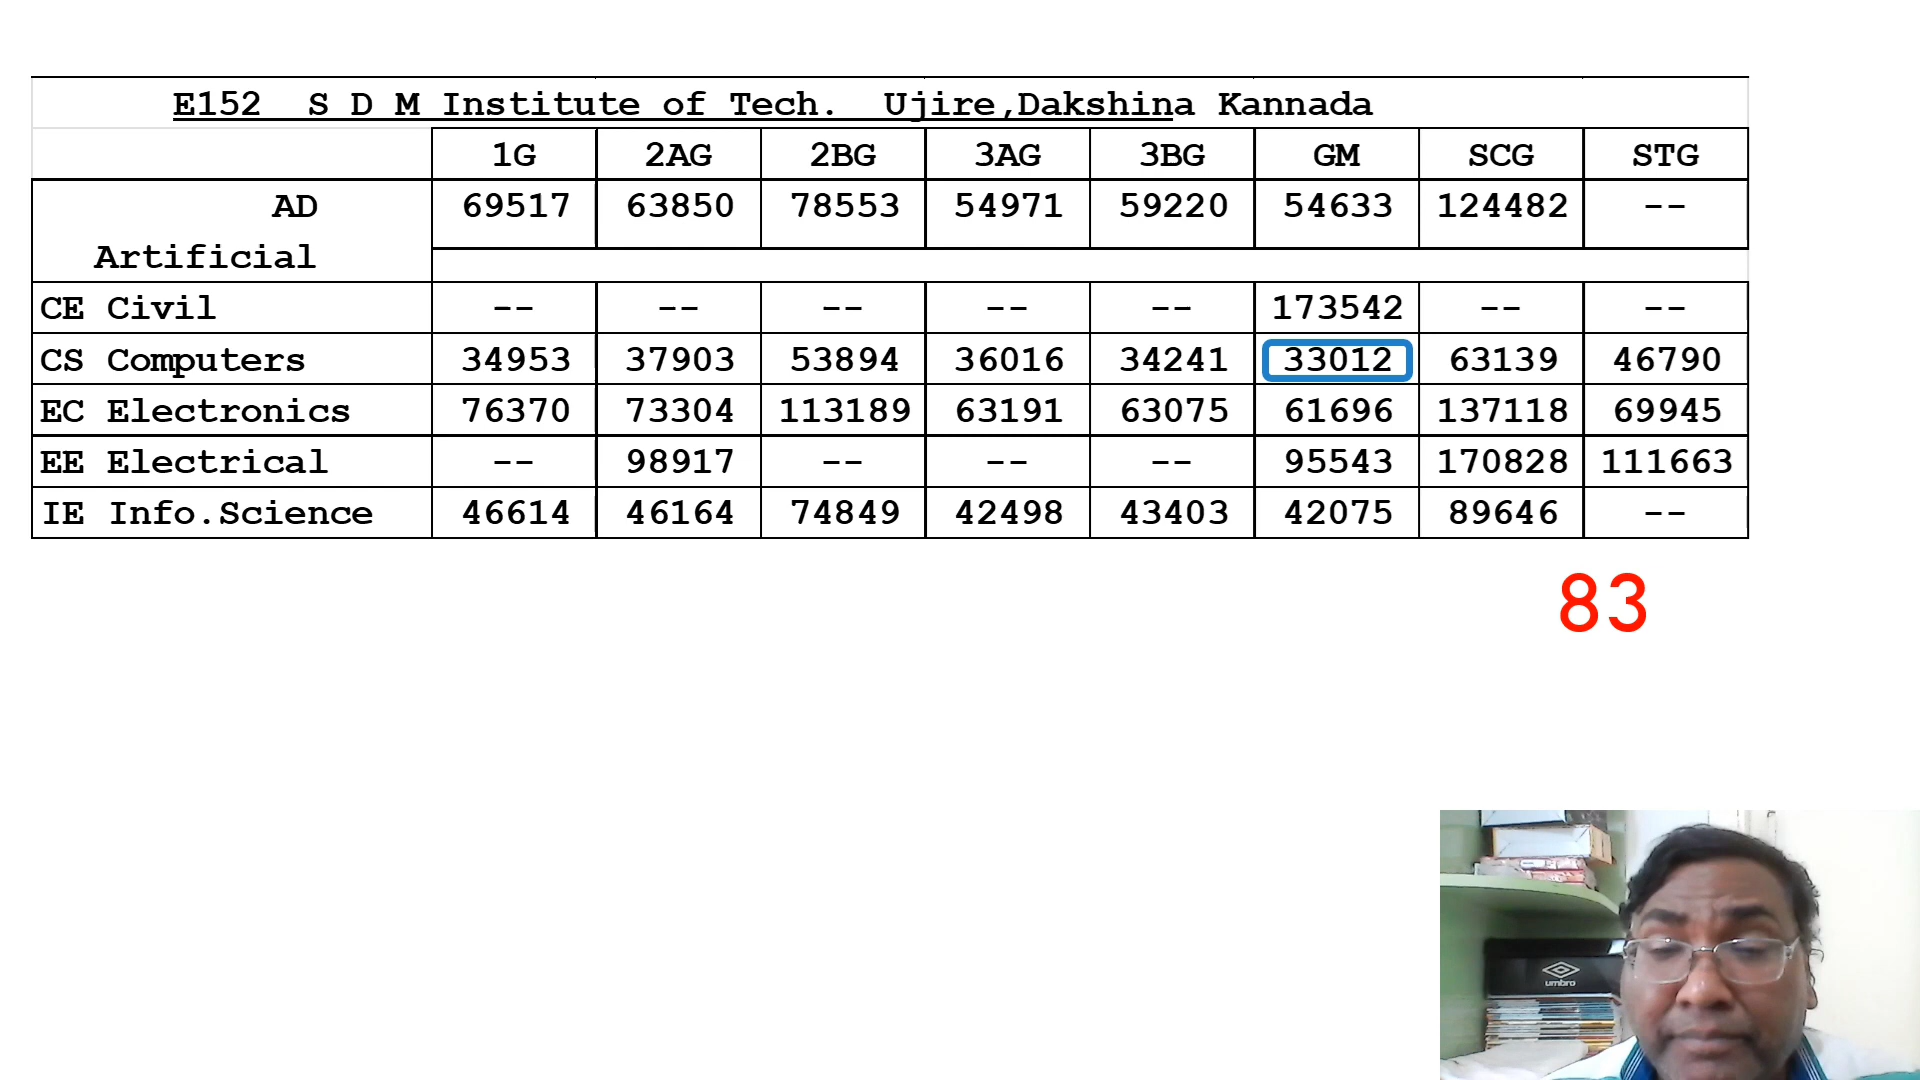 E152 S D M Institute of Tech. Ujire,Dakshina Kannada
1G 2AG 2BG 3AG 3BG GM SCG STG
AD 69517 63850 78553 54971 59220 54633 124482 --
Artificial
CE Civil -- -- -- -- -- 173542 -- --
CS Computers 34953 37903 53894 36016 34241 33012 63139 46790
EC Electronics 76370 73304 113189 63191 63075 61696 137118 69945
EE Electrical -- 98917 -- -- -- 95543 170828 111663
IE Info.Science 46614 46164 74849 42498 43403 42075 89646 --
83
umbro